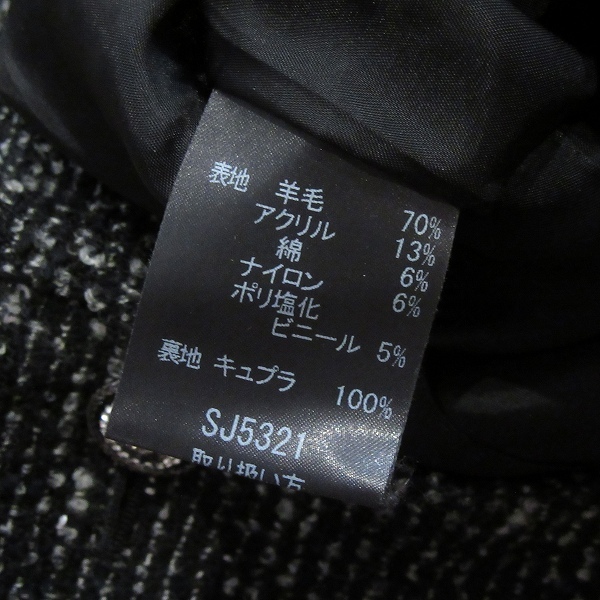 表地 羊毛 70%
アクリル 13%
綿 6%
ナイロン 6%
ポリ塩化
ビニール 5%
裏地 キュプラ 100%
SJ5321
取り扱い方